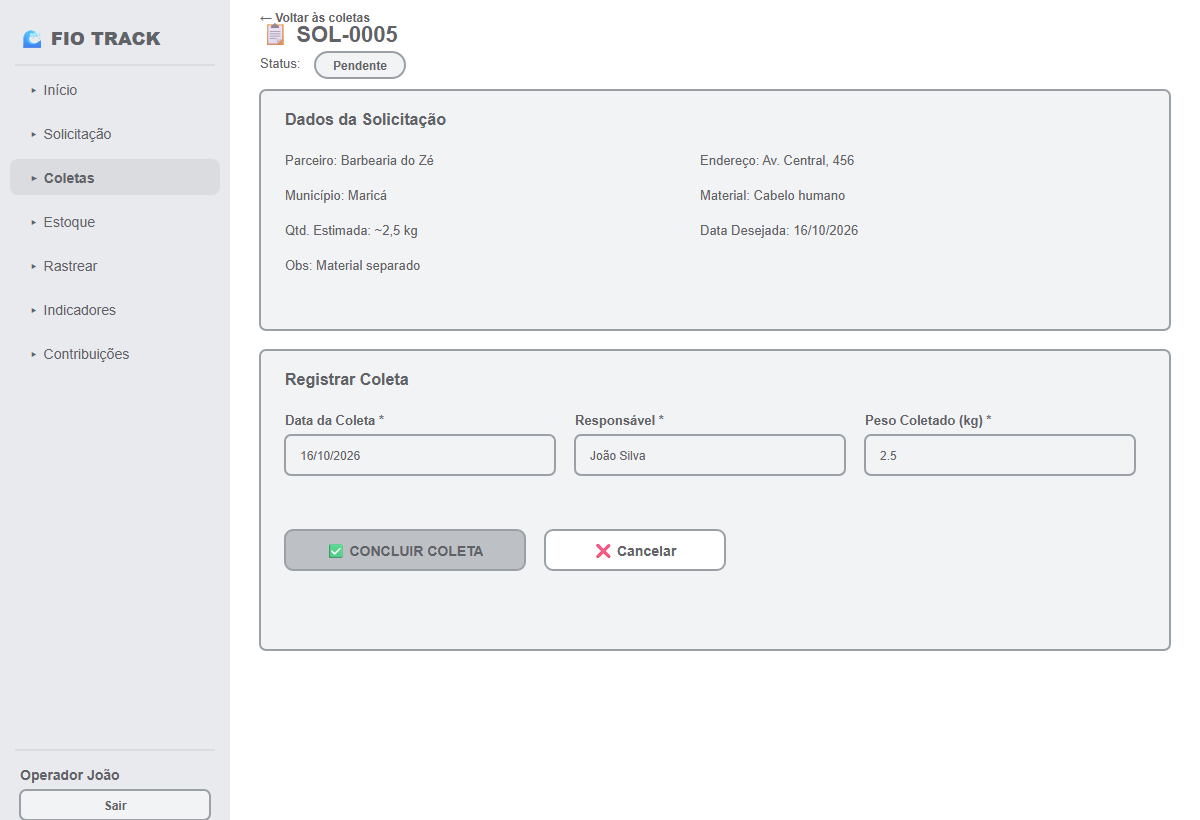 FIO TRACK
▸ Início
▸ Solicitação
▸ Coletas
▸ Estoque
▸ Rastrear
▸ Indicadores
▸ Contribuições
Operador João
Sair
← Voltar às coletas
📋 SOL-0005
Status: Pendente
Dados da Solicitação
Parceiro: Barbearia do Zé
Endereço: Av. Central, 456
Município: Maricá
Material: Cabelo humano
Qtd. Estimada: ~2,5 kg
Data Desejada: 16/10/2026
Obs: Material separado
Registrar Coleta
Data da Coleta *
16/10/2026
Responsável *
João Silva
Peso Coletado (kg) *
2.5
✅ CONCLUIR COLETA
❌ Cancelar